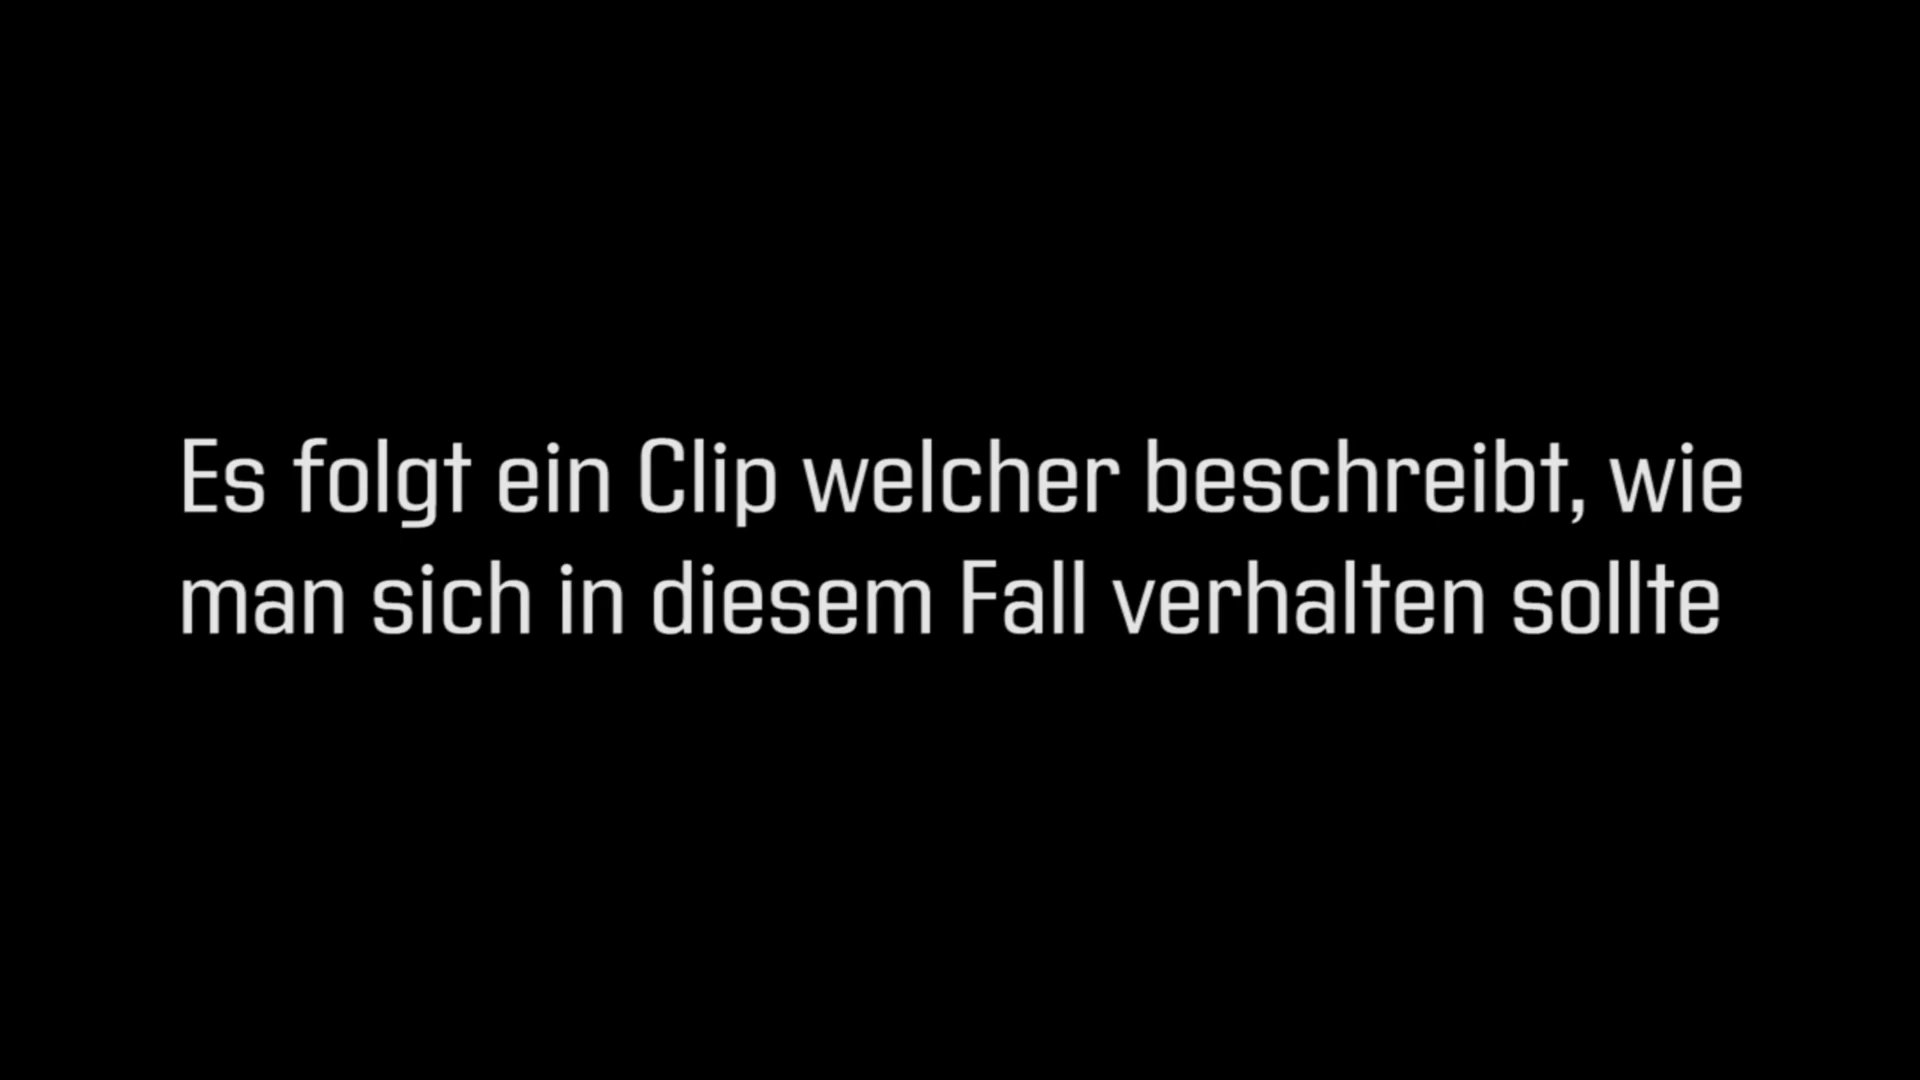 Es folgt ein Clip welcher beschreibt, wie
man sich in diesem Fall verhalten sollte